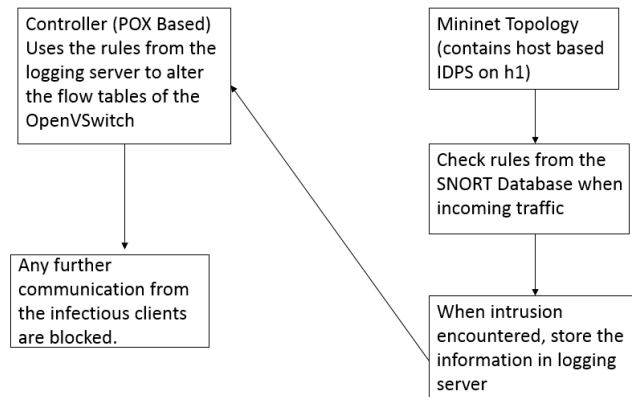 Controller (POX Based)
Uses the rules from the
logging server to alter
the flow tables of the
OpenVSwitch
Any further
communication from
the infectious clients
are blocked.
Mininet Topology
(contains host based
IDPS on h1)
Check rules from the
SNORT Database when
incoming traffic
When intrusion
encountered, store the
information in logging
server